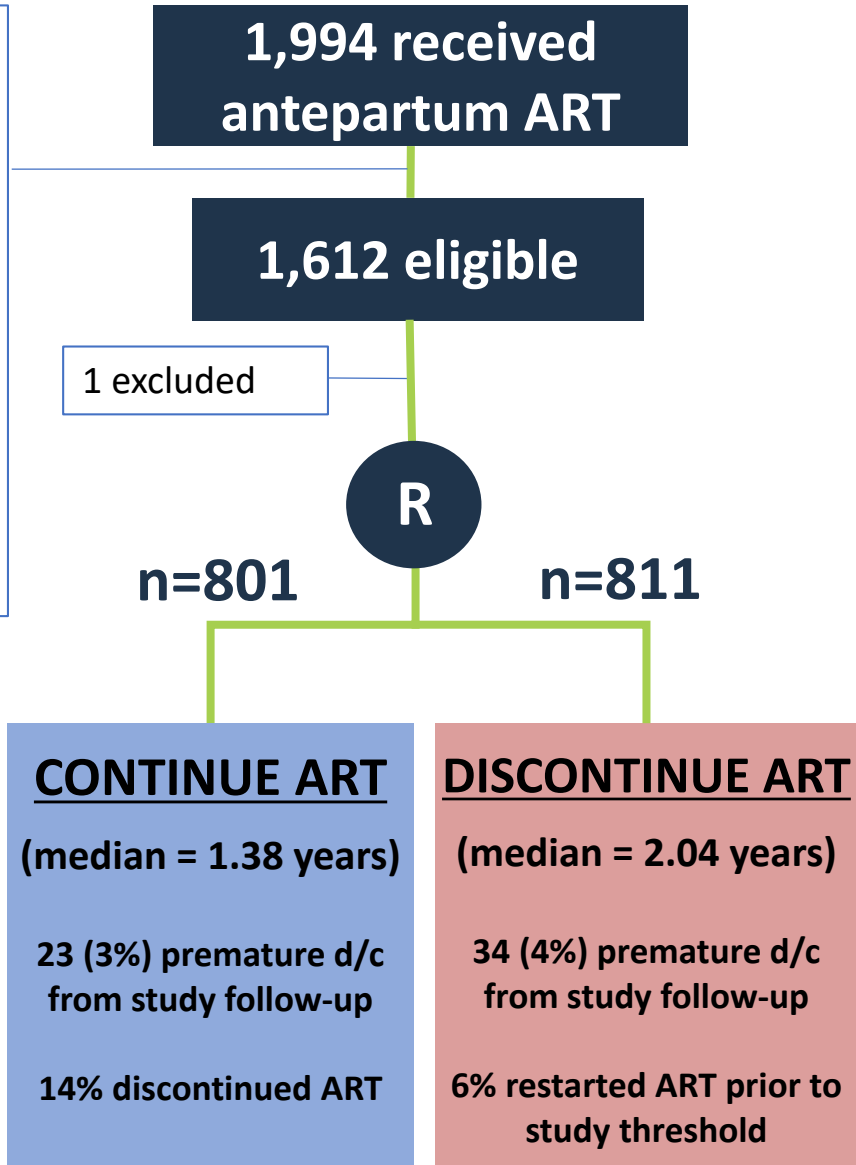 1,994 received
antepartum ART
1,612 eligible
1 excluded
R
n=801
n=811
CONTINUE ART
(median = 1.38 years)
23 (3%) premature d/c
from study follow-up
14% discontinued ART
DISCONTINUE ART
(median = 2.04 years)
34 (4%) premature d/c
from study follow-up
6% restarted ART prior to
study threshold